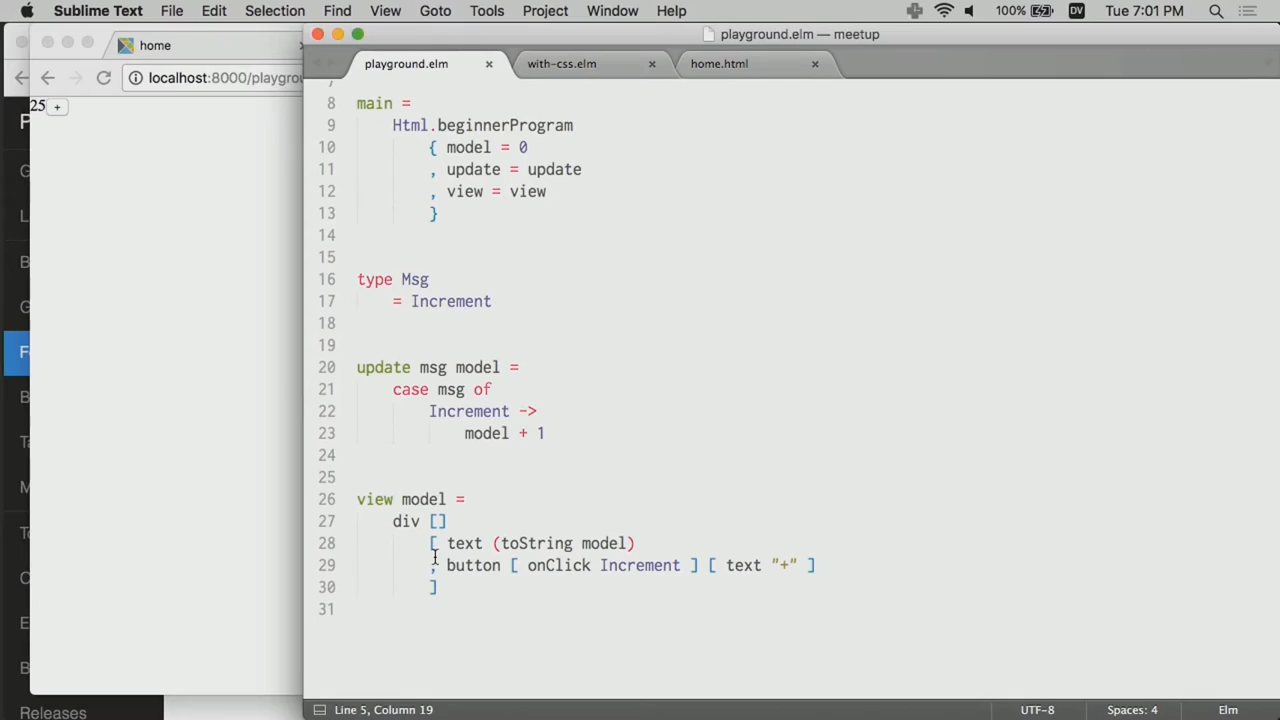 Sublime Text File Edit Selection Find View Goto Tools Project Window Help 100% DV Tue 7:01 PM
playground.elm — meetup
home
playground.elm with-css.elm home.html
localhost:8000/playgrou
25 +
7
8 main =
9 Html.beginnerProgram
10 { model = 0
11 , update = update
12 , view = view
13 }
14
15
16 type Msg
17 = Increment
18
19
20 update msg model =
21 case msg of
22 Increment ->
23 model + 1
24
25
26 view model =
27 div []
28 [ text (toString model)
29 , button [ onClick Increment ] [ text "+" ]
30 ]
31
Releases
Line 5, Column 19 UTF-8 Spaces: 4 Elm